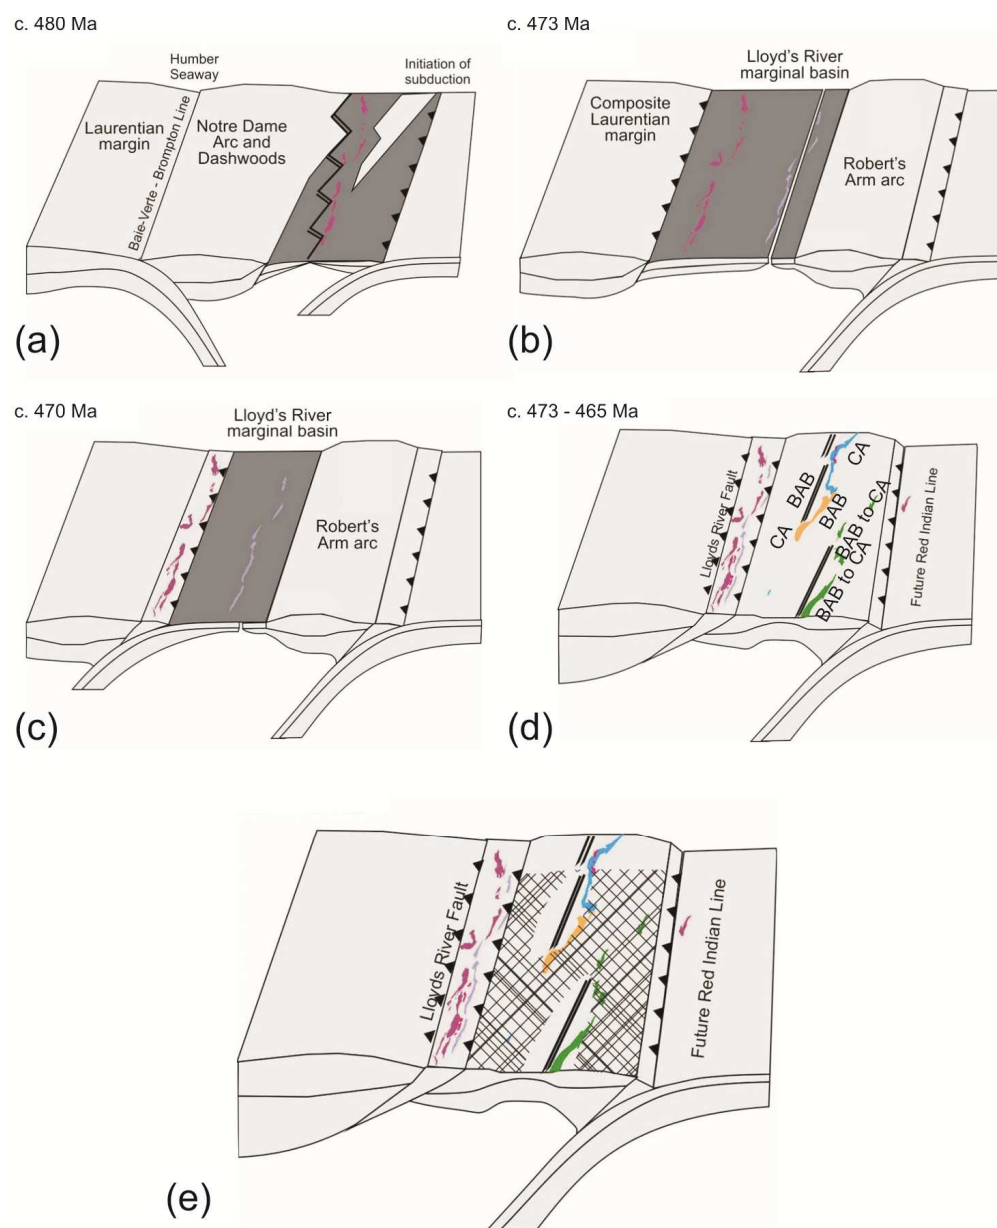 c. 480 Ma
Humber
Seaway
Initiation of
subduction
Laurentian
margin
Baie-Verte - Brompton Line
Notre Dame
Arc and
Dashwoods
(a)
c. 473 Ma
Lloyd's River
marginal basin
Composite
Laurentian
margin
Robert's
Arm arc
(b)
c. 470 Ma
Lloyd's River
marginal basin
Robert's
Arm arc
(c)
c. 473 - 465 Ma
Lloyds River Fault
BAB
CA
CA
BAB
BAB to CA
BAB to CA
Future Red Indian Line
(d)
Lloyds River Fault
Future Red Indian Line
(e)